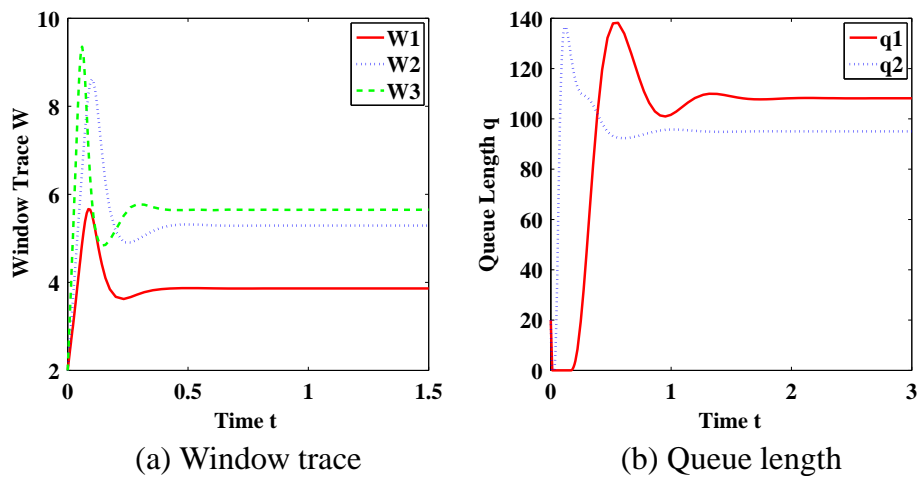 10
8
6
4
2
0
0.5
1
1.5
Window Trace W
Time t
W1
W2
W3
(a) Window trace
140
120
100
80
60
40
20
0
0
1
2
3
Queue Length q
Time t
q1
q2
(b) Queue length